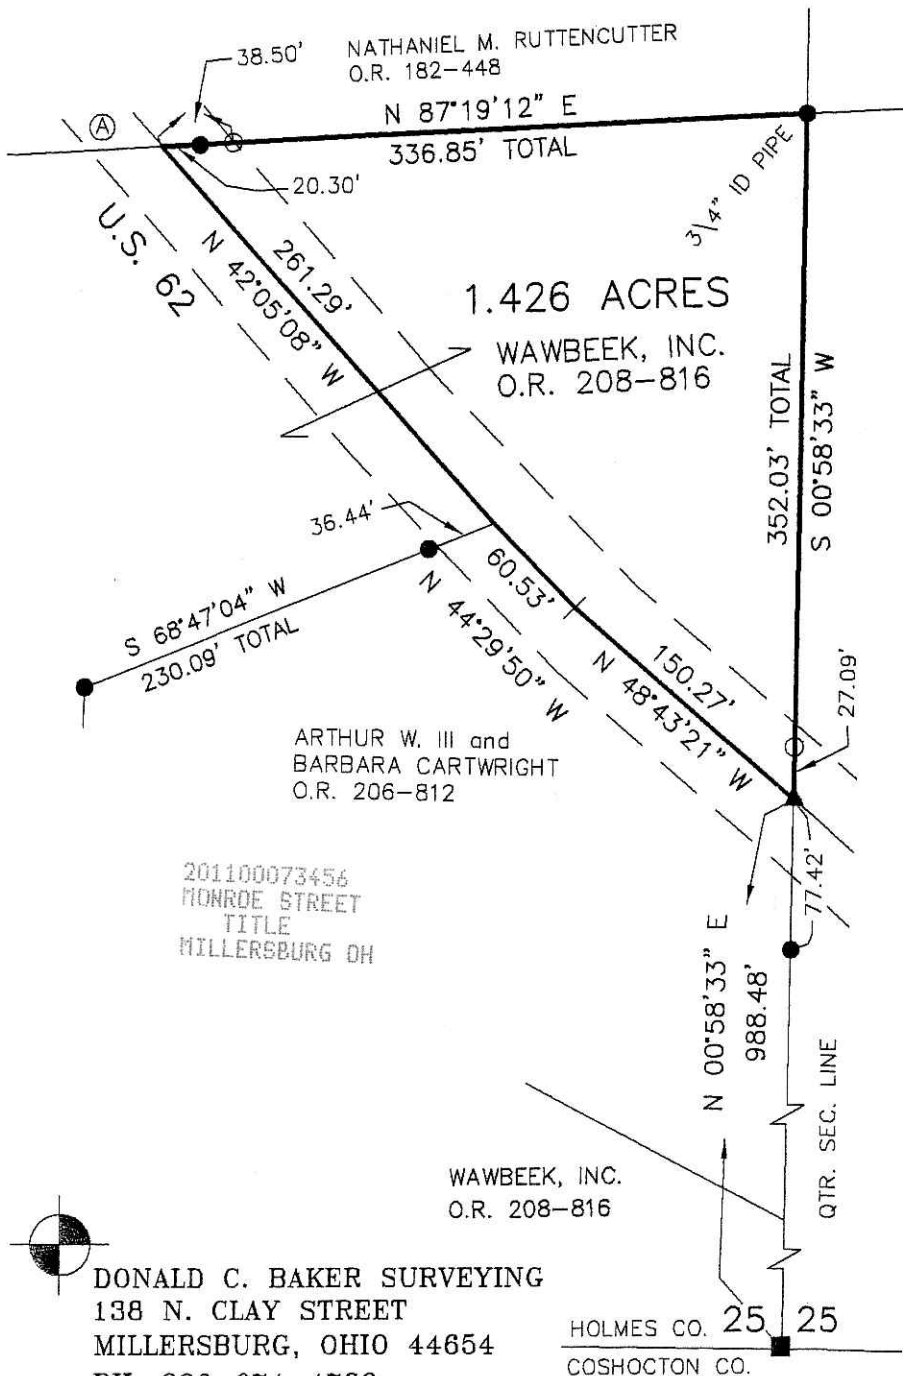 38.50'
NATHANIEL M. RUTTENCUTTER
O.R. 182-448
Ⓐ
N 87°19'12" E
336.85' TOTAL
20.30'
3/4" ID PIPE
U.S. 62
261.29'
N 42°05'08" W
1.426 ACRES
WAWBEEK, INC.
O.R. 208-816
352.03' TOTAL
S 00°58'33" W
36.44'
60.53'
N 44°29'50" W
S 68°47'04" W
230.09' TOTAL
150.27'
N 48°43'21" W
27.09'
ARTHUR W. III and
BARBARA CARTWRIGHT
O.R. 206-812
77.42'
201100073456
MONROE STREET
TITLE
MILLERSBURG OH
N 00°58'33" E
988.48'
QTR. SEC. LINE
WAWBEEK, INC.
O.R. 208-816
DONALD C. BAKER SURVEYING
138 N. CLAY STREET
MILLERSBURG, OHIO 44654
HOLMES CO. 25 25
COSHOCTON CO.